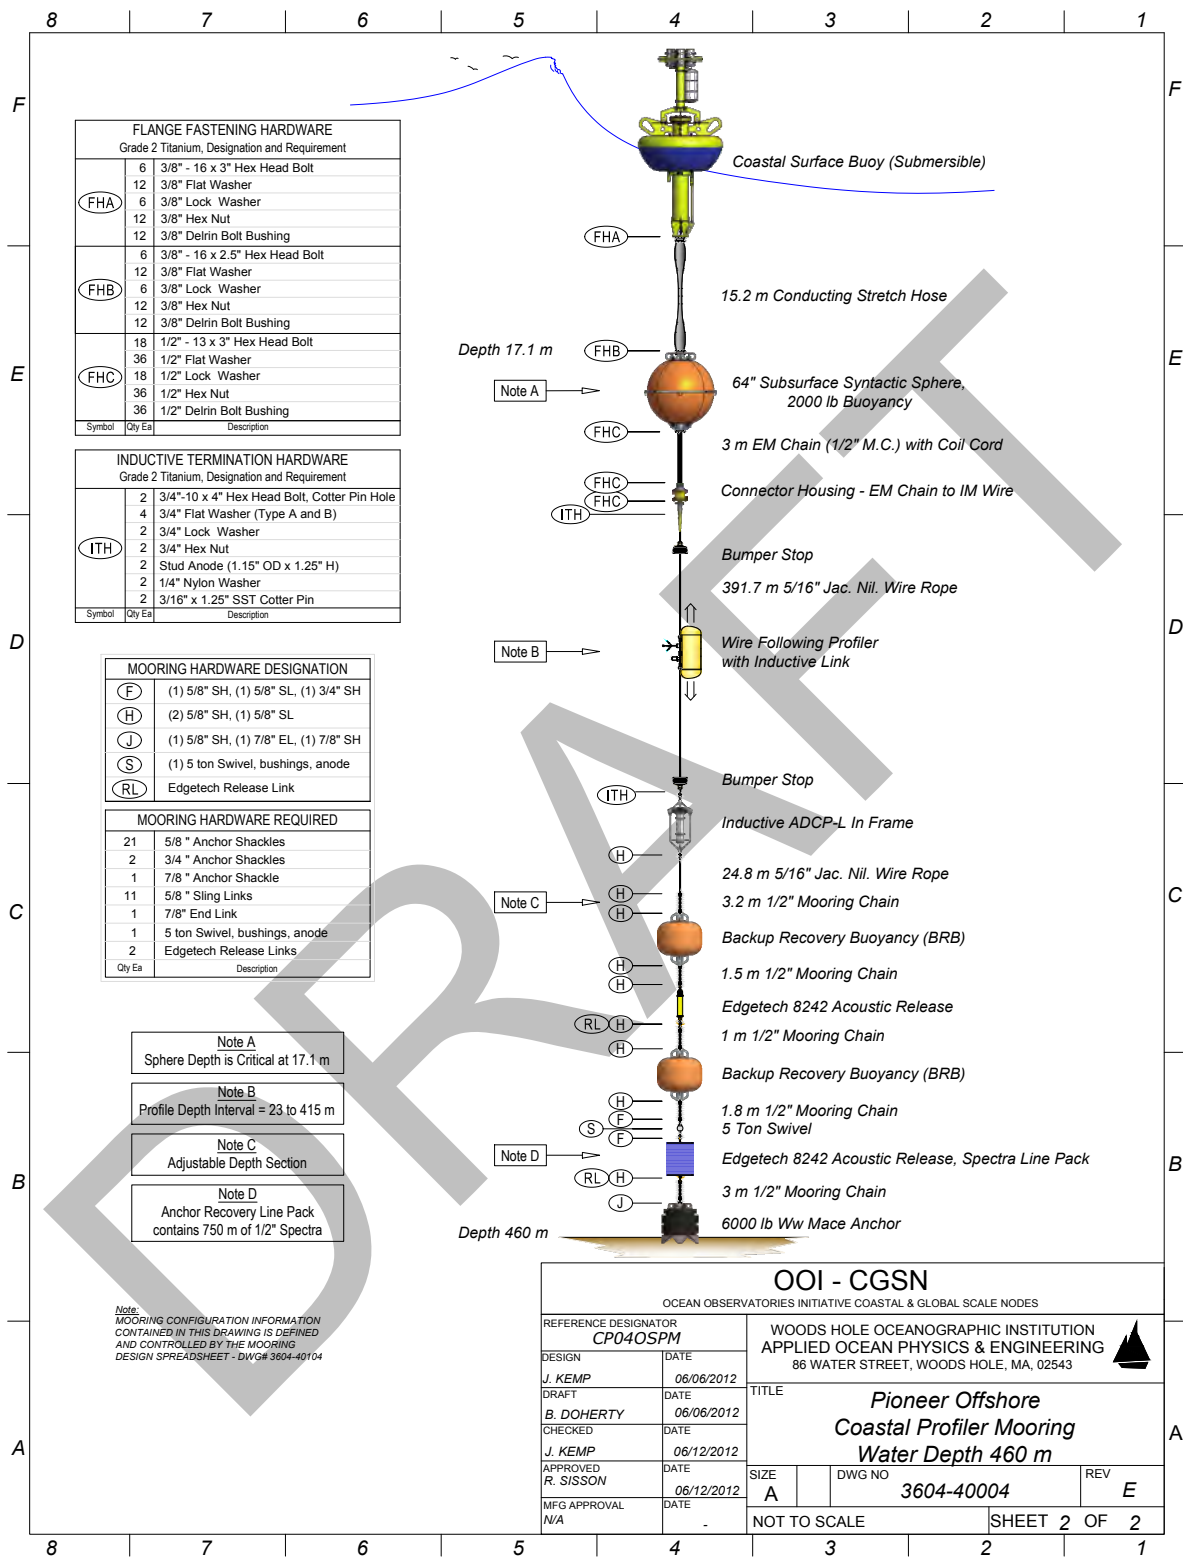 8 7 6 5 4 3 2 1
F
E
D
C
B
A
F
E
D
C
B
A
DRAFT
FLANGE FASTENING HARDWARE
Grade 2 Titanium, Designation and Requirement
FHA
6 3/8" - 16 x 3" Hex Head Bolt
12 3/8" Flat Washer
6 3/8" Lock Washer
12 3/8" Hex Nut
12 3/8" Delrin Bolt Bushing
FHB
6 3/8" - 16 x 2.5" Hex Head Bolt
12 3/8" Flat Washer
6 3/8" Lock Washer
12 3/8" Hex Nut
12 3/8" Delrin Bolt Bushing
FHC
18 1/2" - 13 x 3" Hex Head Bolt
36 1/2" Flat Washer
18 1/2" Lock Washer
36 1/2" Hex Nut
36 1/2" Delrin Bolt Bushing
Symbol Qty Ea Description
INDUCTIVE TERMINATION HARDWARE
Grade 2 Titanium, Designation and Requirement
ITH
2 3/4"-10 x 4" Hex Head Bolt, Cotter Pin Hole
4 3/4" Flat Washer (Type A and B)
2 3/4" Lock Washer
2 3/4" Hex Nut
2 Stud Anode (1.15" OD x 1.25" H)
2 1/4" Nylon Washer
2 3/16" x 1.25" SST Cotter Pin
Symbol Qty Ea Description
MOORING HARDWARE DESIGNATION
F (1) 5/8" SH, (1) 5/8" SL, (1) 3/4" SH
H (2) 5/8" SH, (1) 5/8" SL
J (1) 5/8" SH, (1) 7/8" EL, (1) 7/8" SH
S (1) 5 ton Swivel, bushings, anode
RL Edgetech Release Link
MOORING HARDWARE REQUIRED
21 5/8 " Anchor Shackles
2 3/4 " Anchor Shackles
1 7/8 " Anchor Shackle
11 5/8 " Sling Links
1 7/8" End Link
1 5 ton Swivel, bushings, anode
2 Edgetech Release Links
Qty Ea Description
Note A
Sphere Depth is Critical at 17.1 m
Note B
Profile Depth Interval = 23 to 415 m
Note C
Adjustable Depth Section
Note D
Anchor Recovery Line Pack
contains 750 m of 1/2" Spectra
Note:
MOORING CONFIGURATION INFORMATION
CONTAINED IN THIS DRAWING IS DEFINED
AND CONTROLLED BY THE MOORING
DESIGN SPREADSHEET - DWG# 3604-40104
Coastal Surface Buoy (Submersible)
FHA
15.2 m Conducting Stretch Hose
Depth 17.1 m FHB
Note A
64" Subsurface Syntactic Sphere,
2000 lb Buoyancy
FHC
3 m EM Chain (1/2" M.C.) with Coil Cord
FHC
Connector Housing - EM Chain to IM Wire
FHC
ITH
Bumper Stop
391.7 m 5/16" Jac. Nil. Wire Rope
Note B
Wire Following Profiler
with Inductive Link
Bumper Stop
ITH
Inductive ADCP-L In Frame
H
24.8 m 5/16" Jac. Nil. Wire Rope
H
Note C
3.2 m 1/2" Mooring Chain
H
Backup Recovery Buoyancy (BRB)
H
1.5 m 1/2" Mooring Chain
H
Edgetech 8242 Acoustic Release
RL H
1 m 1/2" Mooring Chain
H
Backup Recovery Buoyancy (BRB)
H
1.8 m 1/2" Mooring Chain
F
S
5 Ton Swivel
F
Note D
Edgetech 8242 Acoustic Release, Spectra Line Pack
RL H
3 m 1/2" Mooring Chain
J
6000 lb Ww Mace Anchor
Depth 460 m
OOI - CGSN
OCEAN OBSERVATORIES INITIATIVE COASTAL & GLOBAL SCALE NODES
REFERENCE DESIGNATOR
CP04OSPM
WOODS HOLE OCEANOGRAPHIC INSTITUTION
APPLIED OCEAN PHYSICS & ENGINEERING
86 WATER STREET, WOODS HOLE, MA, 02543
DESIGN DATE
J. KEMP 06/06/2012
DRAFT DATE
B. DOHERTY 06/06/2012
CHECKED DATE
J. KEMP 06/12/2012
APPROVED DATE
R. SISSON 06/12/2012
MFG APPROVAL DATE
N/A -
TITLE
Pioneer Offshore
Coastal Profiler Mooring
Water Depth 460 m
SIZE DWG NO REV
A 3604-40004 E
NOT TO SCALE SHEET 2 OF 2
8 7 6 5 4 3 2 1